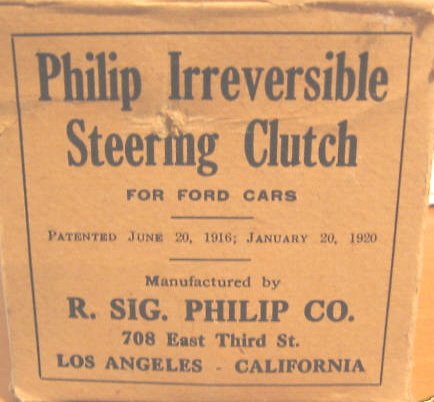 Philip Irreversible
Steering Clutch
FOR FORD CARS
PATENTED JUNE 20, 1916; JANUARY 20, 1920
Manufactured by
R. SIG. PHILIP CO.
708 East Third St.
LOS ANGELES - CALIFORNIA